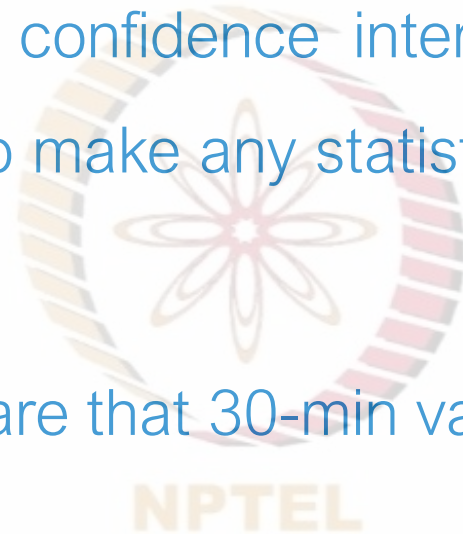 confidence inter
make any statist
are that 30-min va
NPTEL